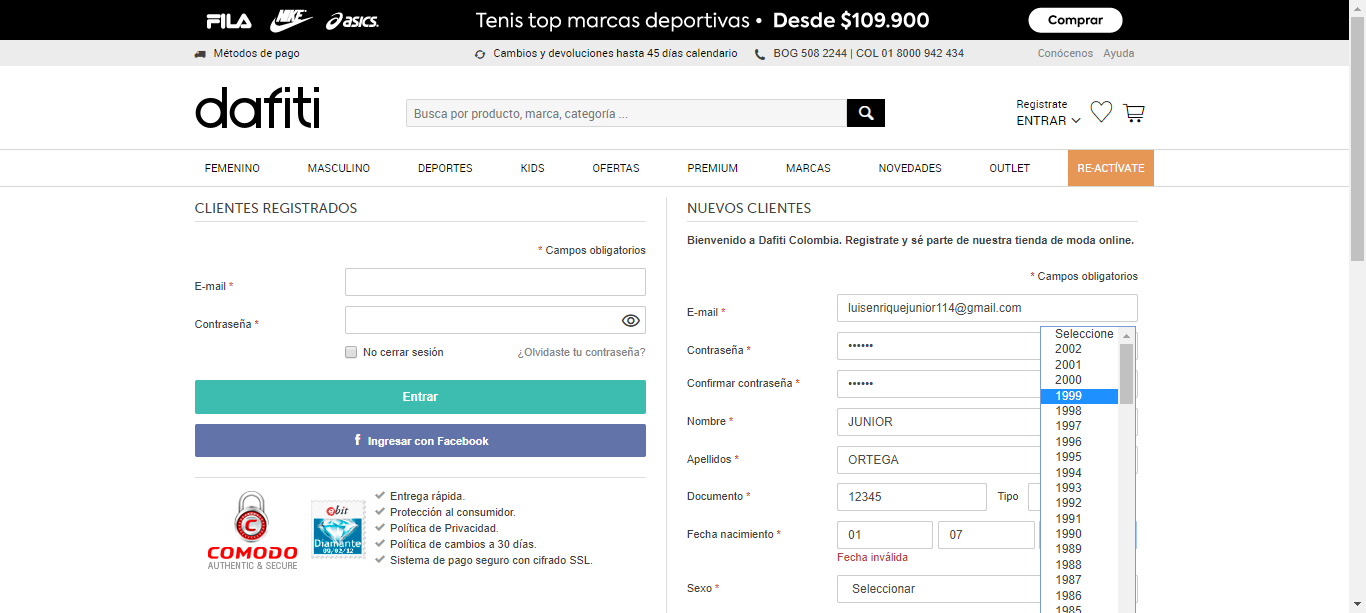 FILA NIKE asics. Tenis top marcas deportivas • Desde $109.900 Comprar
Métodos de pago Cambios y devoluciones hasta 45 días calendario BOG 508 2244 | COL 01 8000 942 434 Conócenos Ayuda
dafiti
Busca por producto, marca, categoría ...
Registrate
ENTRAR
FEMENINO MASCULINO DEPORTES KIDS OFERTAS PREMIUM MARCAS NOVEDADES OUTLET RE-ACTÍVATE
CLIENTES REGISTRADOS
* Campos obligatorios
E-mail *
Contraseña *
No cerrar sesión ¿Olvidaste tu contraseña?
Entrar
f Ingresar con Facebook
COMODO
AUTHENTIC & SECURE
ebit
Diamante
09/02/12
Entrega rápida.
Protección al consumidor.
Política de Privacidad.
Política de cambios a 30 días.
Sistema de pago seguro con cifrado SSL.
NUEVOS CLIENTES
Bienvenido a Dafiti Colombia. Registrate y sé parte de nuestra tienda de moda online.
* Campos obligatorios
E-mail * luisenriquejunior114@gmail.com
Contraseña * ••••••
Confirmar contraseña * ••••••
Nombre * JUNIOR
Apellidos * ORTEGA
Documento * 12345 Tipo
Fecha nacimiento * 01 07
Fecha inválida
Sexo * Seleccionar
Seleccione
2002
2001
2000
1999
1998
1997
1996
1995
1994
1993
1992
1991
1990
1989
1988
1987
1986
1985